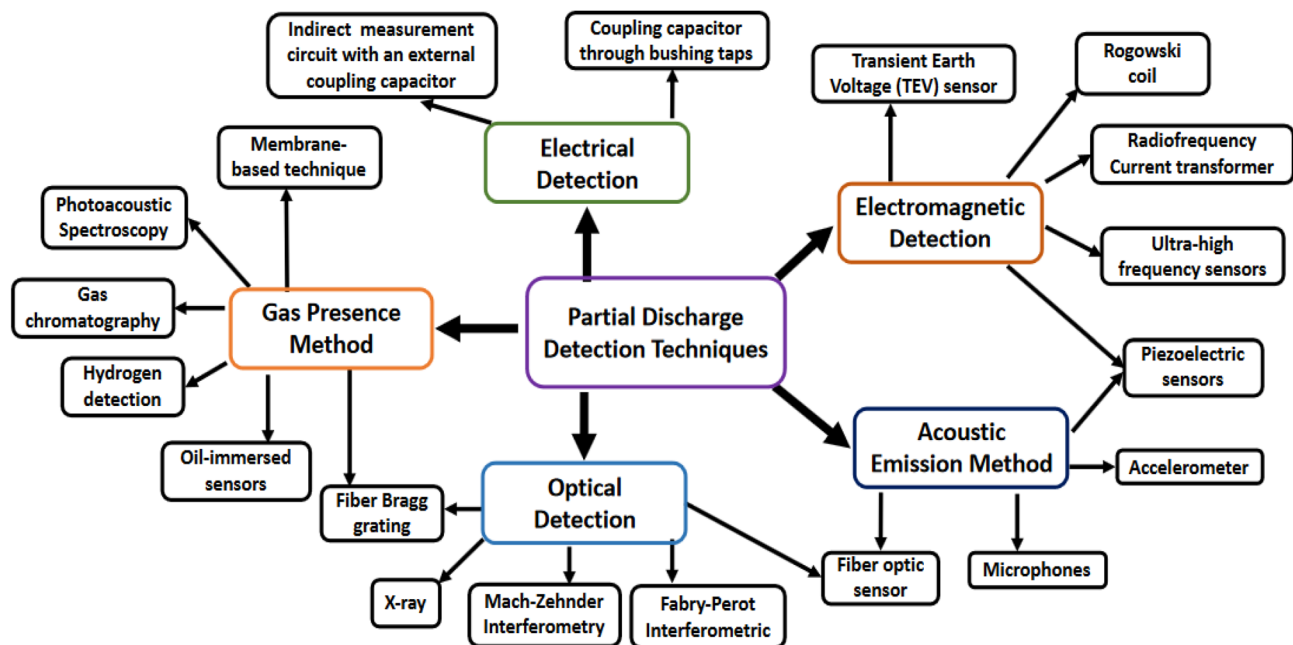 Indirect measurement
circuit with an external
coupling capacitor
Coupling capacitor
through bushing taps
Transient Earth
Voltage (TEV) sensor
Rogowski
coil
Membrane-
based technique
Electrical
Detection
Radiofrequency
Current transformer
Photoacoustic
Spectroscopy
Electromagnetic
Detection
Ultra-high
frequency sensors
Gas
chromatography
Gas Presence
Method
Partial Discharge
Detection Techniques
Hydrogen
detection
Piezoelectric
sensors
Oil-immersed
sensors
Acoustic
Emission Method
Accelerometer
Fiber Bragg
grating
Optical
Detection
Fiber optic
sensor
Microphones
X-ray
Mach-Zehnder
Interferometry
Fabry-Perot
Interferometric